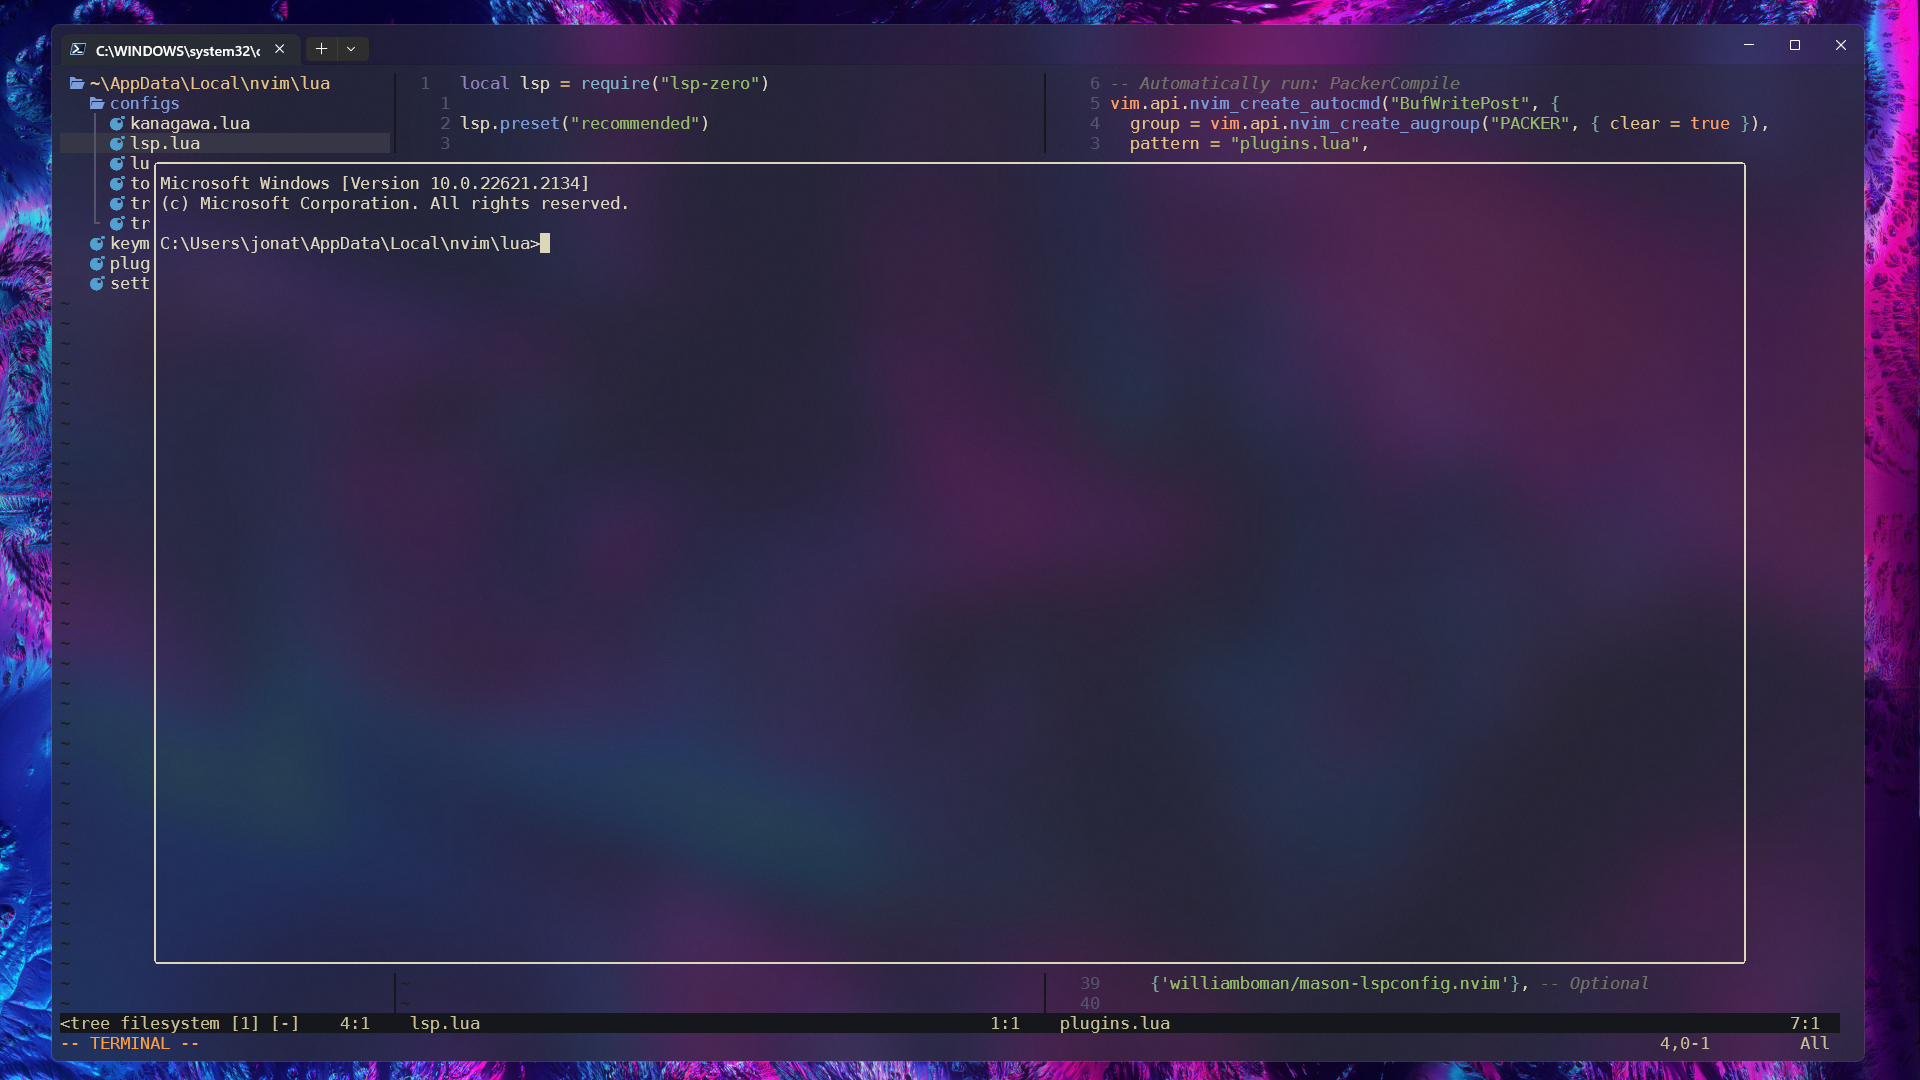 C:\WINDOWS\system32\c
~\AppData\Local\nvim\lua
configs
kanagawa.lua
lsp.lua
lu
to
tr
tr
keym
plug
sett
1 local lsp = require("lsp-zero")
1
2 lsp.preset("recommended")
3
6 -- Automatically run: PackerCompile
5 vim.api.nvim_create_autocmd("BufWritePost", {
4 group = vim.api.nvim_create_augroup("PACKER", { clear = true }),
3 pattern = "plugins.lua",
Microsoft Windows [Version 10.0.22621.2134]
(c) Microsoft Corporation. All rights reserved.
C:\Users\jonat\AppData\Local\nvim\lua>
39 {'williamboman/mason-lspconfig.nvim'}, -- Optional
40
<tree filesystem [1] [-] 4:1 lsp.lua 1:1 plugins.lua 7:1
-- TERMINAL -- 4,0-1 All